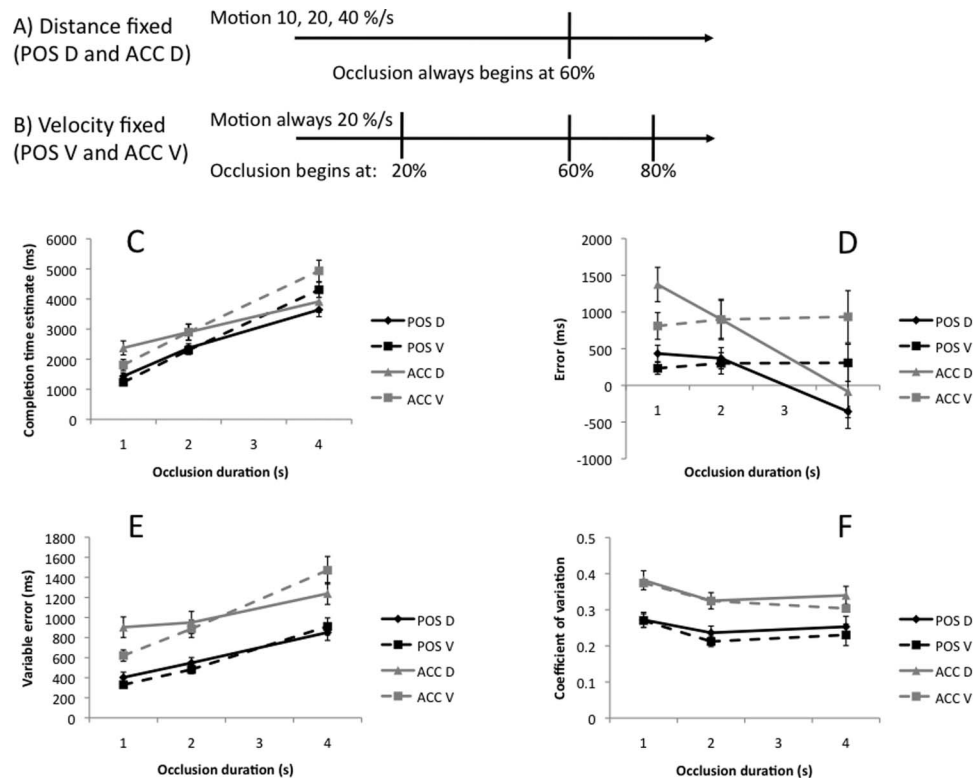 A) Distance fixed
(POS D and ACC D)
Motion 10, 20, 40 %/s
Occlusion always begins at 60%
B) Velocity fixed
(POS V and ACC V)
Motion always 20 %/s
Occlusion begins at: 20% 60% 80%
C
Completion time estimate (ms)
6000
5000
4000
3000
2000
1000
0
1 2 3 4
Occlusion duration (s)
POS D
POS V
ACC D
ACC V
D
Error (ms)
2000
1500
1000
500
0
-500
-1000
1 2 3
Occlusion duration (s)
POS D
POS V
ACC D
ACC V
E
Variable error (ms)
1800
1600
1400
1200
1000
800
600
400
200
0
1 2 3 4
Occlusion duration (s)
POS D
POS V
ACC D
ACC V
F
Coefficient of variation
0.5
0.4
0.3
0.2
0.1
0
1 2 3 4
Occlusion duration (s)
POS D
POS V
ACC D
ACC V